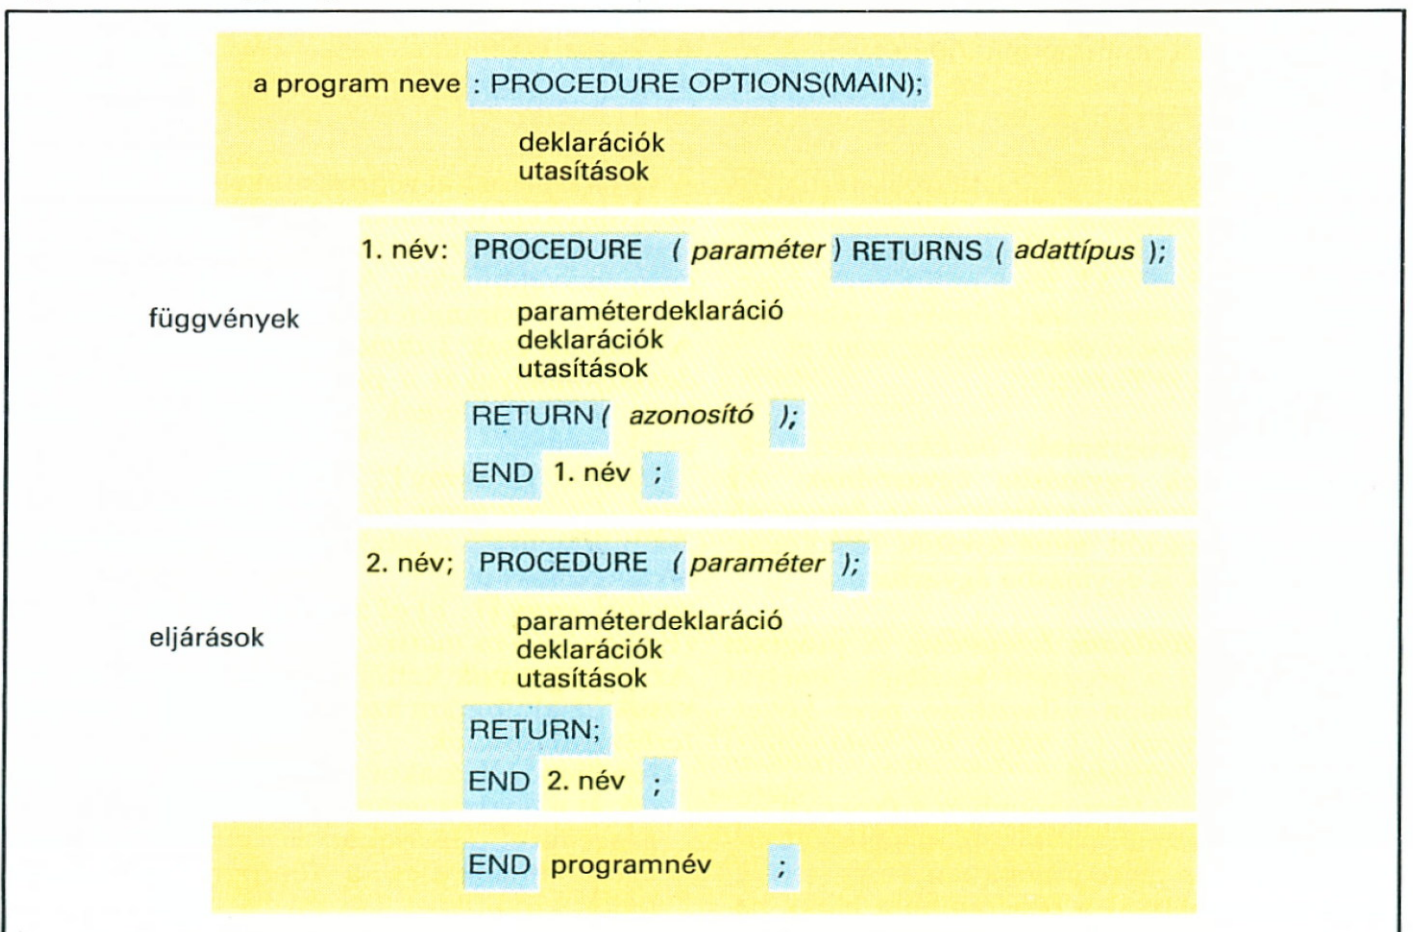 a program neve : PROCEDURE OPTIONS(MAIN);
deklarációk
utasítások
1. név: PROCEDURE ( paraméter ) RETURNS ( adattípus );
függvények
paraméterdeklaráció
deklarációk
utasítások
RETURN( azonosító );
END 1. név ;
2. név; PROCEDURE ( paraméter );
eljárások
paraméterdeklaráció
deklarációk
utasítások
RETURN;
END 2. név ;
END programnév ;